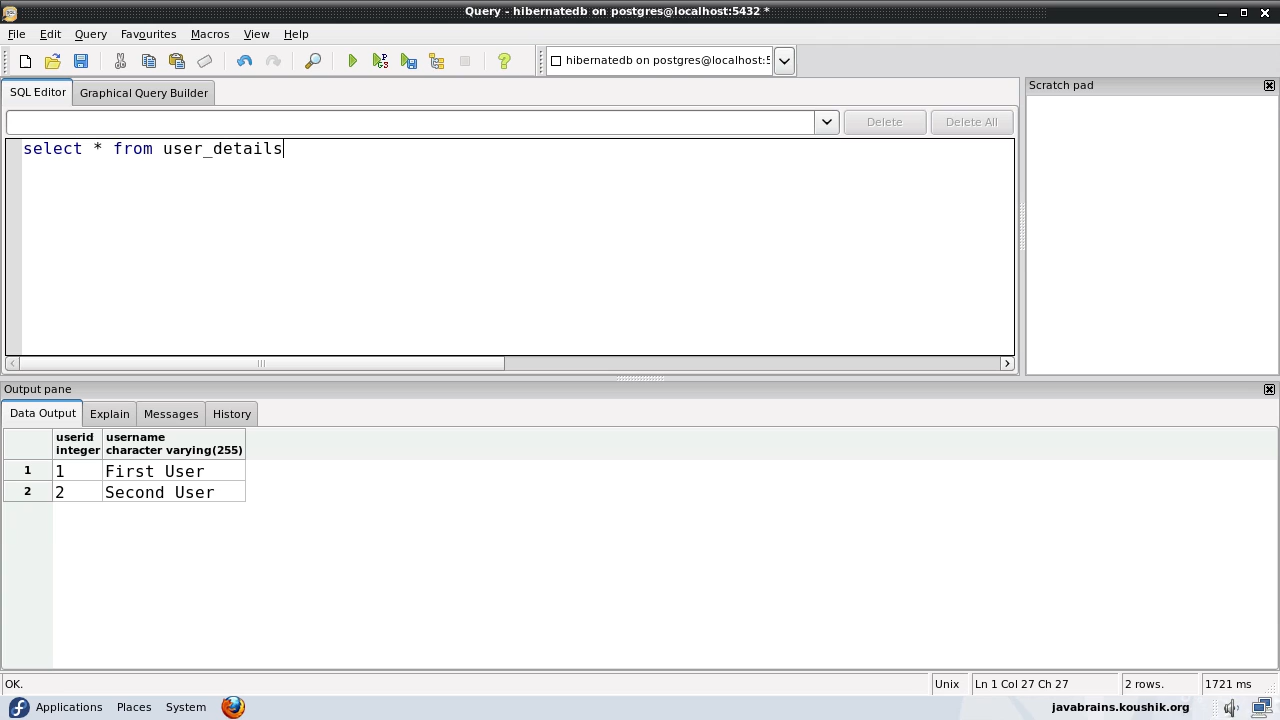 Query - hibernatedb on postgres@localhost:5432 *
File Edit Query Favourites Macros View Help
hibernatedb on postgres@localhost:5
SQL Editor Graphical Query Builder
Scratch pad
Delete Delete All
select * from user_details
Output pane
Data Output Explain Messages History
userid username
integer character varying(255)
1 1 First User
2 2 Second User
OK. Unix Ln 1 Col 27 Ch 27 2 rows. 1721 ms
Applications Places System javabrains.koushik.org